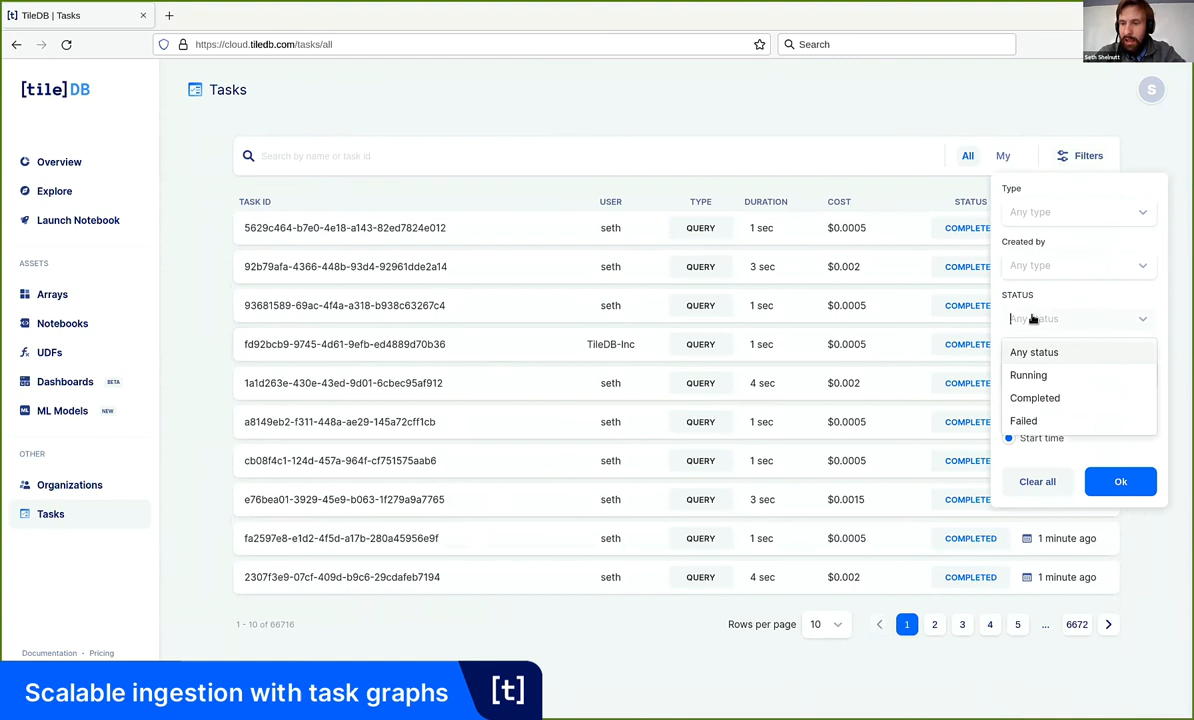 [t] TileDB | Tasks
https://cloud.tiledb.com/tasks/all
Search
Seth Shelnutt
[tile]DB
Tasks
S
Overview
Explore
Launch Notebook
ASSETS
Arrays
Notebooks
UDFs
Dashboards BETA
ML Models NEW
OTHER
Organizations
Tasks
Documentation · Pricing
Search by name or task id
All My Filters
TASK ID USER TYPE DURATION COST STATUS
5629c464-b7e0-4e18-a143-82ed7824e012 seth QUERY 1 sec $0.0005 COMPLETE
92b79afa-4366-448b-93d4-92961dde2a14 seth QUERY 3 sec $0.002 COMPLETE
93681589-69ac-4f4a-a318-b938c63267c4 seth QUERY 1 sec $0.0005 COMPLETE
fd92bcb9-9745-4d61-9efb-ed4889d70b36 TileDB-Inc QUERY 1 sec $0.0005 COMPLETE
1a1d263e-430e-43ed-9d01-6cbec95af912 seth QUERY 4 sec $0.002 COMPLETE
a8149eb2-f311-448a-ae29-145a72cff1cb seth QUERY 1 sec $0.0005 COMPLETE
cb08f4c1-124d-457a-964f-cf751575aab6 seth QUERY 1 sec $0.0005 COMPLETE
e76bea01-3929-45e9-b063-1f279a9a7765 seth QUERY 3 sec $0.0015 COMPLETE
fa2597e8-e1d2-4f5d-a17b-280a45956e9f seth QUERY 1 sec $0.0005 COMPLETED 1 minute ago
2307f3e9-07cf-409d-b9c6-29cdafeb7194 seth QUERY 4 sec $0.002 COMPLETED 1 minute ago
Type
Any type
Created by
Any type
STATUS
Any status
Any status
Running
Completed
Failed
Start time
Clear all Ok
1 - 10 of 66716 Rows per page 10 1 2 3 4 5 ... 6672
Scalable ingestion with task graphs [t]